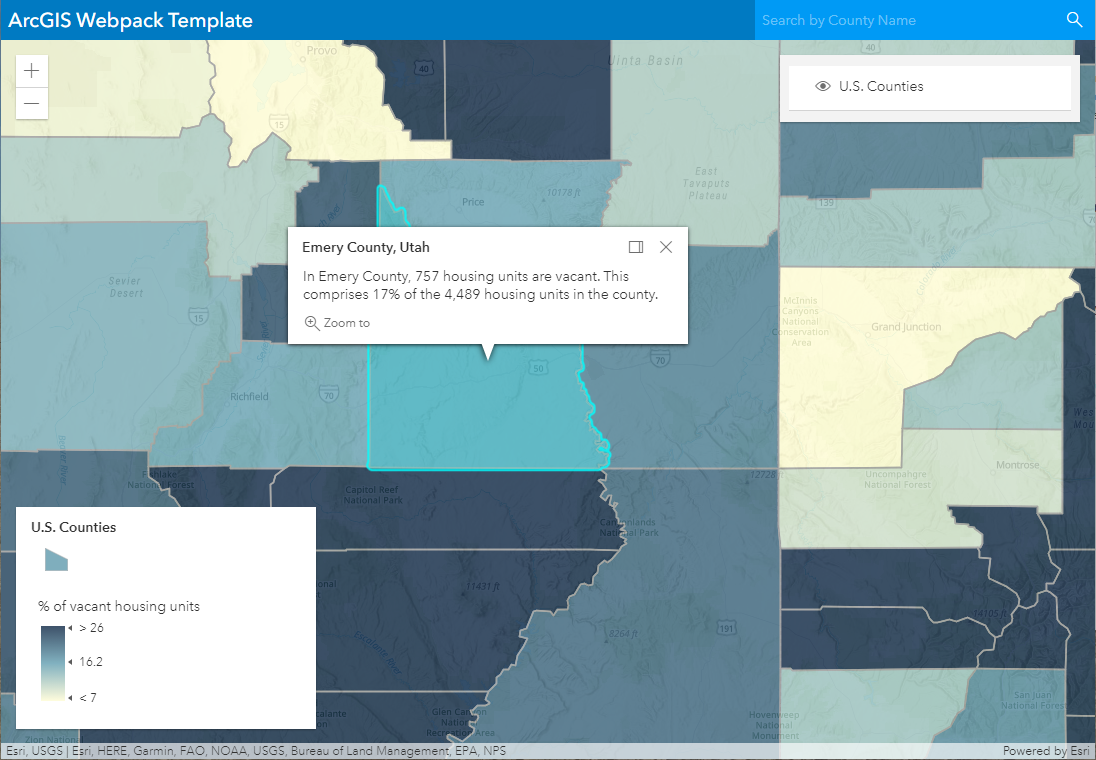 ArcGIS Webpack Template
Search by County Name
Provo
40
Uinta Basin
40
U.S. Counties
15
East
Tavaputs
Plateau
10178 ft
Price
139
Emery County, Utah
In Emery County, 757 housing units are vacant. This
comprises 17% of the 4,489 housing units in the county.
Zoom to
Sevier
Desert
15
McInnis
Canyons
National
Conservation
Area
Grand Junction
50
70
Richfield
70
Fishlake
National Forest
Capitol Reef
National Park
12728 ft
Uncompahgre
National Forest
Montrose
Canyonlands
National Park
U.S. Counties
% of vacant housing units
> 26
16.2
< 7
11431 ft
Escalante River
8264 ft
191
14105 ft
Glen Canyon
National
Recreation Area
Hovenweep
National
Monument
San Juan
National Forest
Zion National
Esri, USGS | Esri, HERE, Garmin, FAO, NOAA, USGS, Bureau of Land Management, EPA, NPS
Powered by Esri